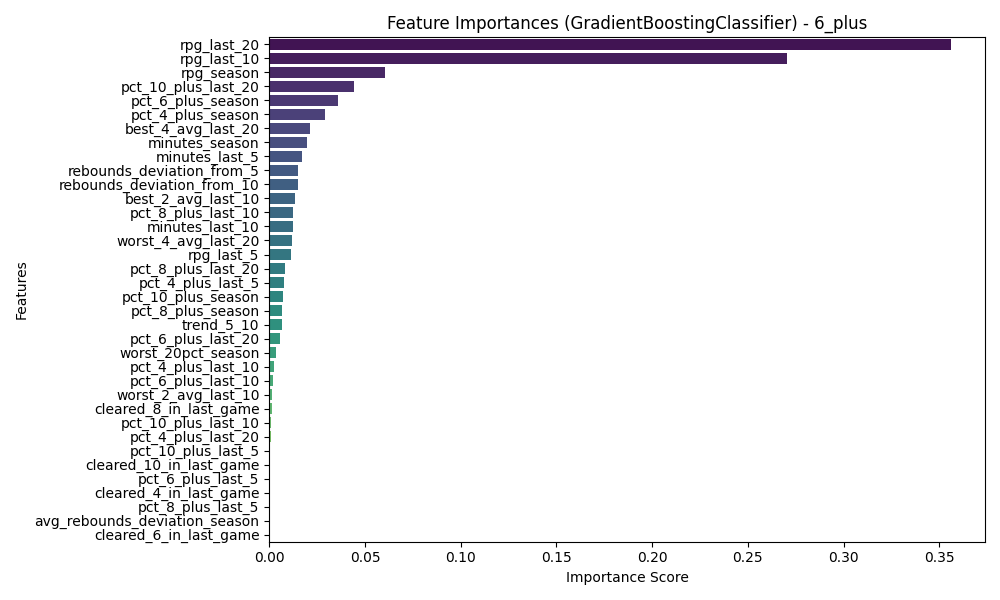 Feature Importances (GradientBoostingClassifier) - 6_plus
rpg_last_20
rpg_last_10
rpg_season
pct_10_plus_last_20
pct_6_plus_season
pct_4_plus_season
best_4_avg_last_20
minutes_season
minutes_last_5
rebounds_deviation_from_5
rebounds_deviation_from_10
best_2_avg_last_10
pct_8_plus_last_10
minutes_last_10
worst_4_avg_last_20
rpg_last_5
pct_8_plus_last_20
pct_4_plus_last_5
pct_10_plus_season
pct_8_plus_season
trend_5_10
pct_6_plus_last_20
worst_20pct_season
pct_4_plus_last_10
pct_6_plus_last_10
worst_2_avg_last_10
cleared_8_in_last_game
pct_10_plus_last_10
pct_4_plus_last_20
pct_10_plus_last_5
cleared_10_in_last_game
pct_6_plus_last_5
cleared_4_in_last_game
pct_8_plus_last_5
avg_rebounds_deviation_season
cleared_6_in_last_game
Features
0.00 0.05 0.10 0.15 0.20 0.25 0.30 0.35
Importance Score